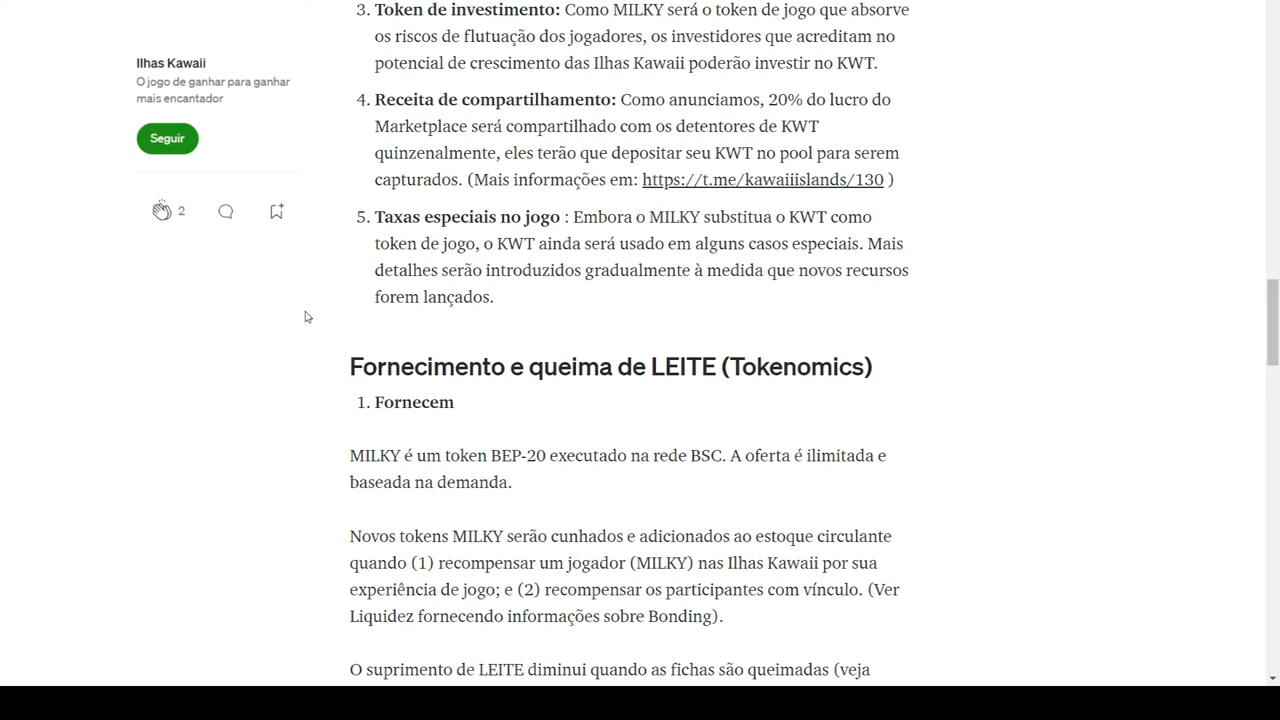 3. Token de investimento: Como MILKY será o token de jogo que absorve
os riscos de flutuação dos jogadores, os investidores que acreditam no
potencial de crescimento das Ilhas Kawaii poderão investir no KWT.
Ilhas Kawaii
O jogo de ganhar para ganhar
mais encantador
Seguir
2
4. Receita de compartilhamento: Como anunciamos, 20% do lucro do
Marketplace será compartilhado com os detentores de KWT
quinzenalmente, eles terão que depositar seu KWT no pool para serem
capturados. (Mais informações em: https://t.me/kawaiiislands/130 )
5. Taxas especiais no jogo : Embora o MILKY substitua o KWT como
token de jogo, o KWT ainda será usado em alguns casos especiais. Mais
detalhes serão introduzidos gradualmente à medida que novos recursos
forem lançados.
Fornecimento e queima de LEITE (Tokenomics)
1. Fornecem
MILKY é um token BEP-20 executado na rede BSC. A oferta é ilimitada e
baseada na demanda.
Novos tokens MILKY serão cunhados e adicionados ao estoque circulante
quando (1) recompensar um jogador (MILKY) nas Ilhas Kawaii por sua
experiência de jogo; e (2) recompensar os participantes com vínculo. (Ver
Liquidez fornecendo informações sobre Bonding).
O suprimento de LEITE diminui quando as fichas são queimadas (veja